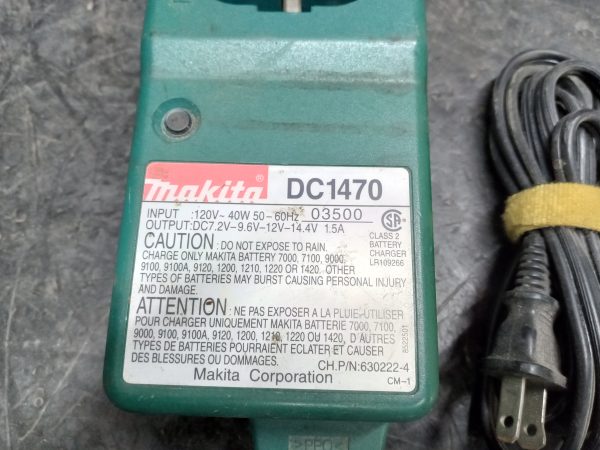 Makita® DC1470
INPUT :120V~ 40W 50–60Hz 03500
OUTPUT:DC7.2V–9.6V–12V–14.4V 1.5A
SA
CLASS 2
BATTERY
CHARGER
LR109266
CAUTION : DO NOT EXPOSE TO RAIN.
CHARGE ONLY MAKITA BATTERY 7000, 7100, 9000,
9100, 9100A, 9120, 1200, 1210, 1220 OR 1420. OTHER
TYPES OF BATTERIES MAY BURST CAUSING PERSONAL INJURY
AND DAMAGE.
ATTENTION : NE PAS EXPOSER A LA PLUIE-UTILISER
POUR CHARGER UNIQUEMENT MAKITA BATTERIE 7000, 7100,
9000, 9100, 9100A, 9120, 1200, 1210, 1220 OU 1420, D AUTRES
TYPES DE BATTERIES POURRAIENT ECLATER ET CAUSER
DES BLESSURES OU DOMMAGES.
CH.P/N:630222-4
Makita Corporation
CM–1
>PPO<